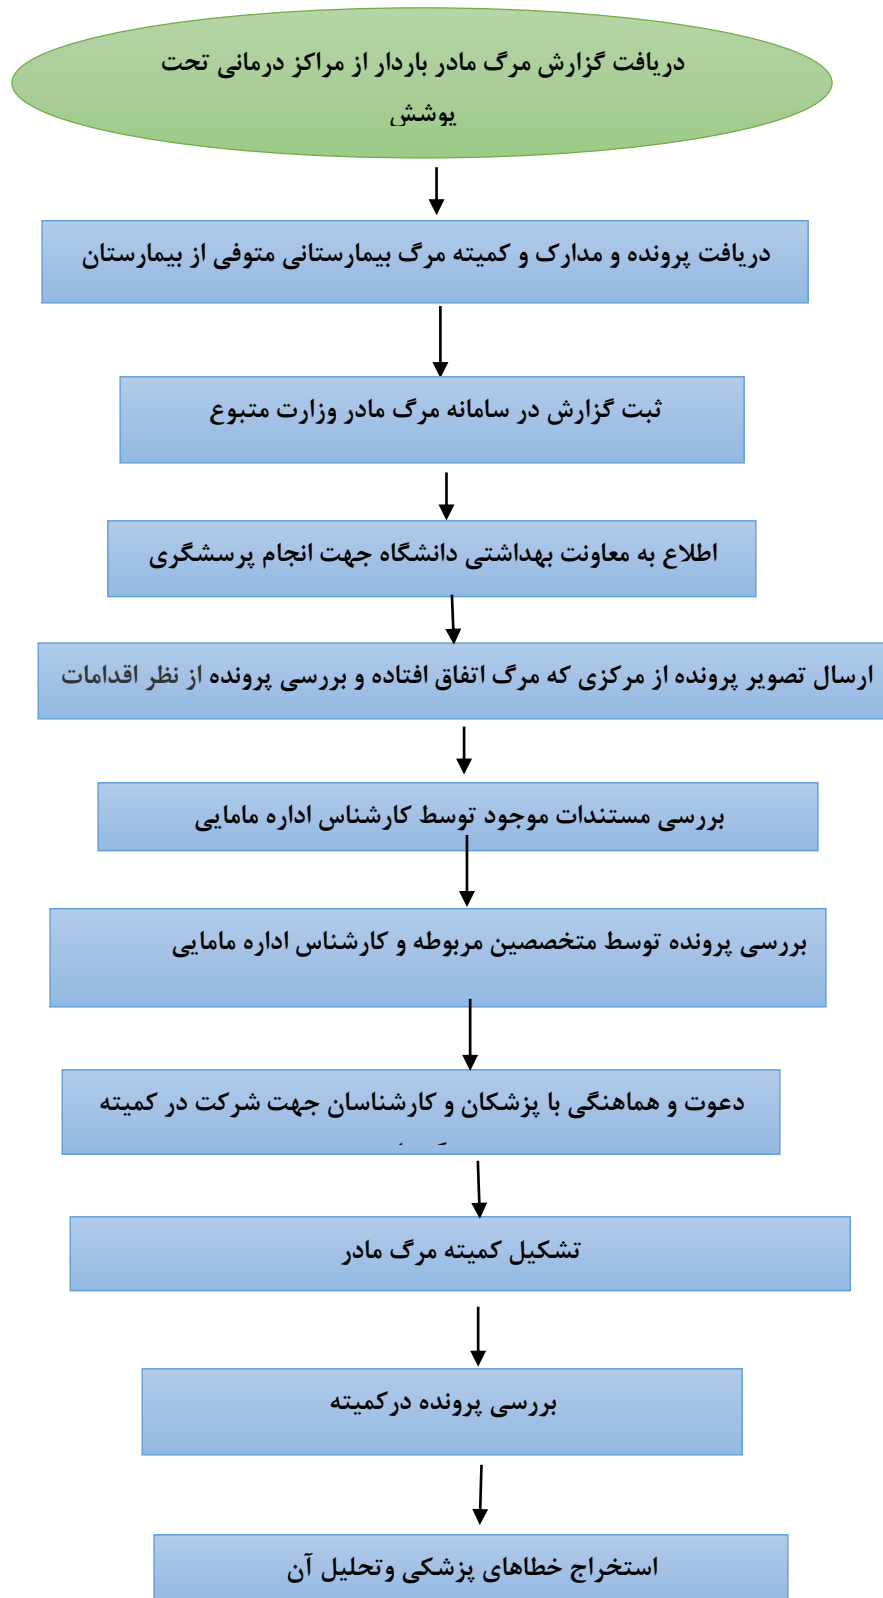 دریافت گزارش مرگ مادر باردار از مراکز درمانی تحت
پوشش
دریافت پرونده و مدارک و کمیته مرگ بیمارستانی متوفی از بیمارستان
ثبت گزارش در سامانه مرگ مادر وزارت متبوع
اطلاع به معاونت بهداشتی دانشگاه جهت انجام پرسشگری
ارسال تصویر پرونده از مرکزی که مرگ اتفاق افتاده و بررسی پرونده از نظر اقدامات
بررسی مستندات موجود توسط کارشناس اداره مامایی
بررسی پرونده توسط متخصصین مربوطه و کارشناس اداره مامایی
دعوت و هماهنگی با پزشکان و کارشناسان جهت شرکت در کمیته
تشکیل کمیته مرگ مادر
بررسی پرونده درکمیته
استخراج خطاهای پزشکی وتحلیل آن